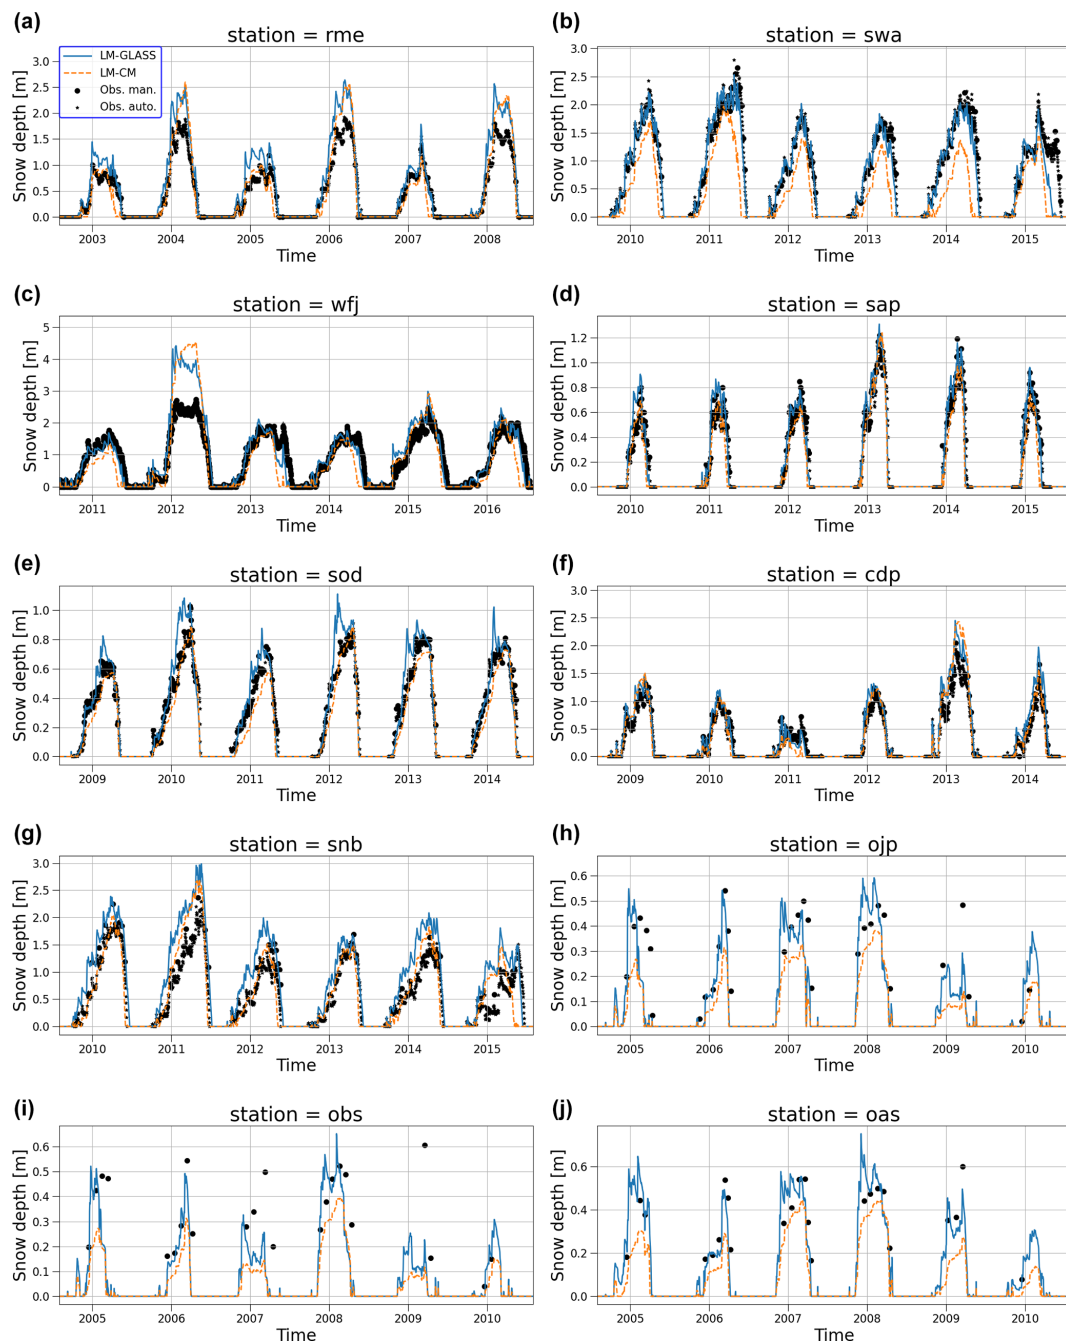 (a)
station = rme
Snow depth [m]
3.0
2.5
2.0
1.5
1.0
0.5
0.0
LM-GLASS
LM-CM
Obs. man.
Obs. auto.
2003 2004 2005 2006 2007 2008
Time
(b)
station = swa
Snow depth [m]
3.0
2.5
2.0
1.5
1.0
0.5
0.0
2010 2011 2012 2013 2014 2015
Time
(c)
station = wfj
Snow depth [m]
5
4
3
2
1
0
2011 2012 2013 2014 2015 2016
Time
(d)
station = sap
Snow depth [m]
1.2
1.0
0.8
0.6
0.4
0.2
0.0
2010 2011 2012 2013 2014 2015
Time
(e)
station = sod
Snow depth [m]
1.0
0.8
0.6
0.4
0.2
0.0
2009 2010 2011 2012 2013 2014
Time
(f)
station = cdp
Snow depth [m]
3.0
2.5
2.0
1.5
1.0
0.5
0.0
2009 2010 2011 2012 2013 2014
Time
(g)
station = snb
Snow depth [m]
3.0
2.5
2.0
1.5
1.0
0.5
0.0
2010 2011 2012 2013 2014 2015
Time
(h)
station = ojp
Snow depth [m]
0.6
0.5
0.4
0.3
0.2
0.1
0.0
2005 2006 2007 2008 2009 2010
Time
(i)
station = obs
Snow depth [m]
0.6
0.5
0.4
0.3
0.2
0.1
0.0
2005 2006 2007 2008 2009 2010
Time
(j)
station = oas
Snow depth [m]
0.6
0.4
0.2
0.0
2005 2006 2007 2008 2009 2010
Time